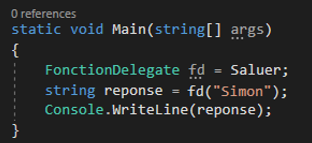 0 references
static void Main(string[] args)
{
FonctionDelegate fd = Saluer;
string reponse = fd("Simon");
Console.WriteLine(reponse);
}